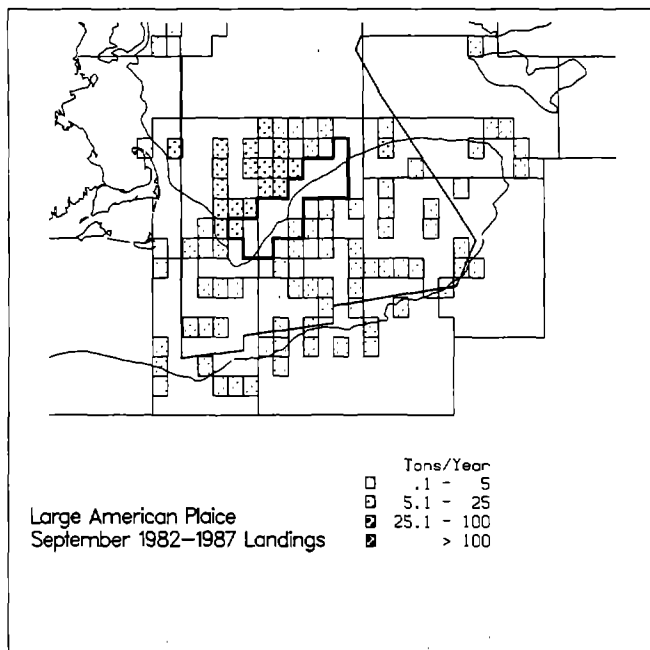 Tons/Year
.1 - 5
5.1 - 25
25.1 - 100
> 100
Large American Plaice
September 1982-1987 Landings